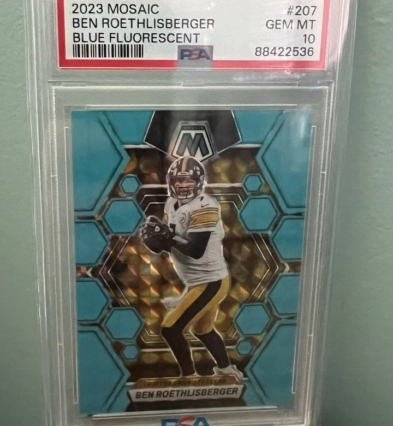 2023 MOSAIC #207
BEN ROETHLISBERGER GEM MT
BLUE FLUORESCENT PSA 10
88422536
M
BEN ROETHLISBERGER
PSA